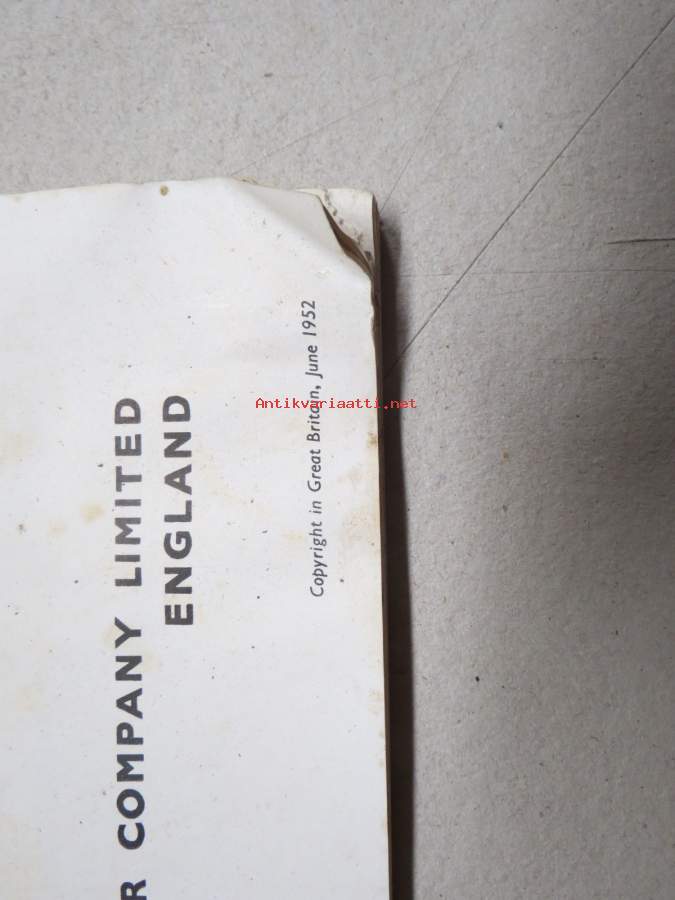 R COMPANY LIMITED
ENGLAND
Copyright in Great Britain, June 1952
Antikvariaatti.net